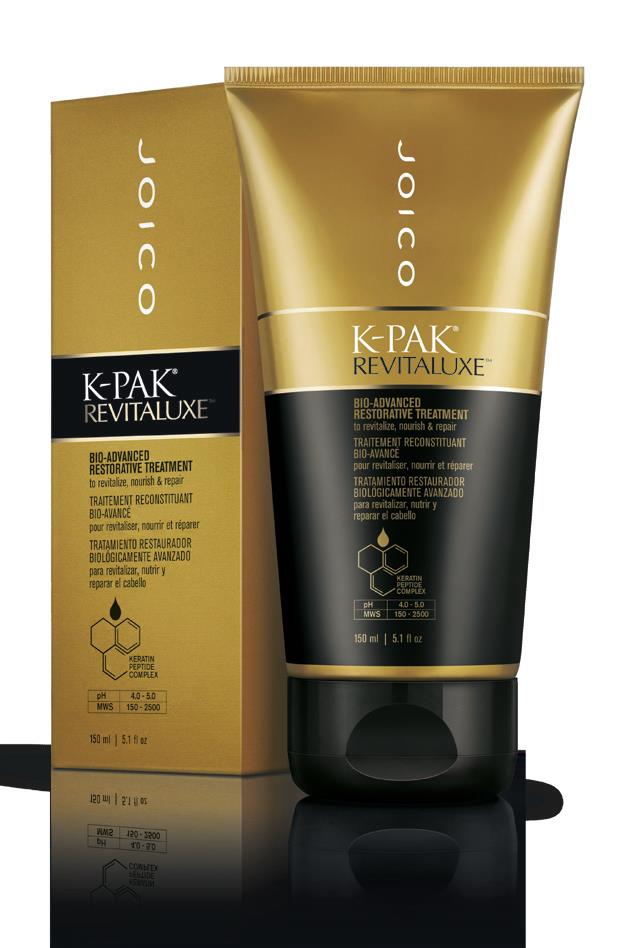 JOICO
K-PAK®
REVITALUXE™
BIO-ADVANCED
RESTORATIVE TREATMENT
to revitalize, nourish & repair
TRAITEMENT RECONSTITUANT
BIO-AVANCÉ
pour revitaliser, nourrir et réparer
TRATAMIENTO RESTAURADOR
BIOLÓGICAMENTE AVANZADO
para revitalizar, nutrir y
reparar el cabello
KERATIN
PEPTIDE
COMPLEX
pH 4.0 - 5.0
MWS 150 - 2500
150 ml | 5.1 fl oz
JOICO
K-PAK®
REVITALUXE™
BIO-ADVANCED
RESTORATIVE TREATMENT
to revitalize, nourish & repair
TRAITEMENT RECONSTITUANT
BIO-AVANCÉ
pour revitaliser, nourrir et réparer
TRATAMIENTO RESTAURADOR
BIOLÓGICAMENTE AVANZADO
para revitalizar, nutrir y
reparar el cabello
KERATIN
PEPTIDE
COMPLEX
pH 4.0 - 5.0
MWS 150 - 2500
150 ml | 5.1 fl oz